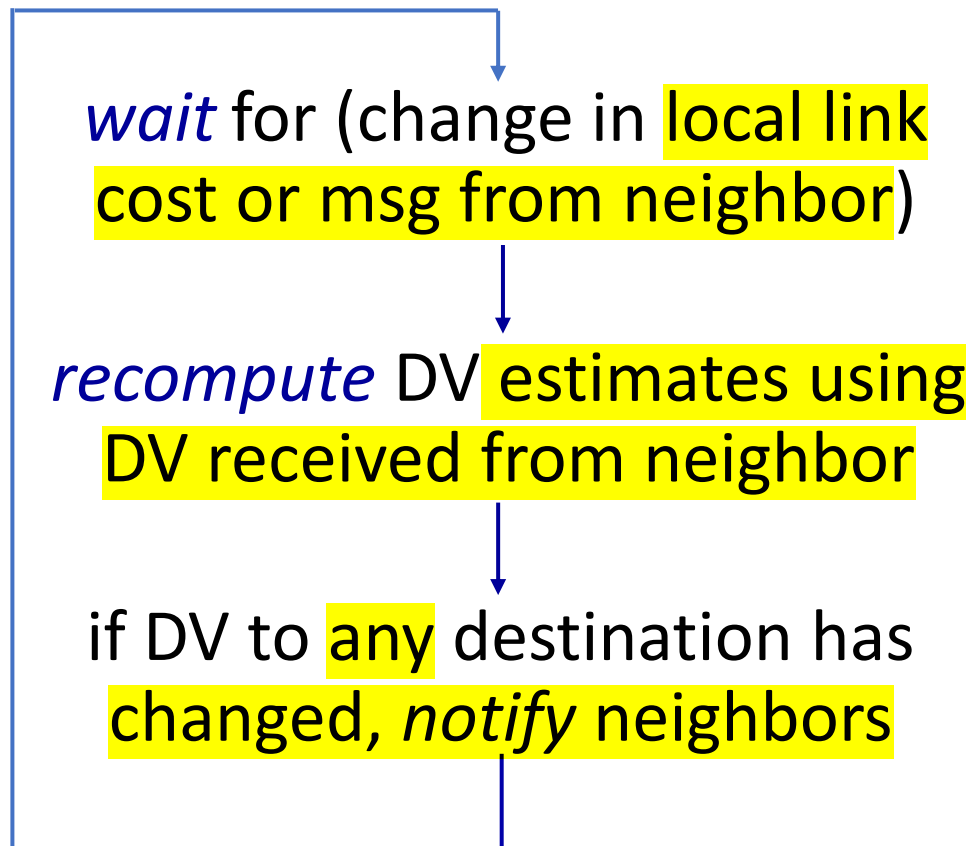 wait for (change in local link
cost or msg from neighbor)
recompute DV estimates using
DV received from neighbor
if DV to any destination has
changed, notify neighbors